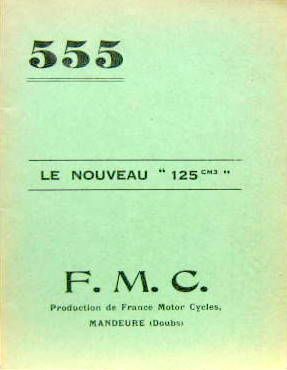 555
LE NOUVEAU " 125 CM3 "
F. M. C.
Production de France Motor Cycles,
MANDEURE (Doubs)